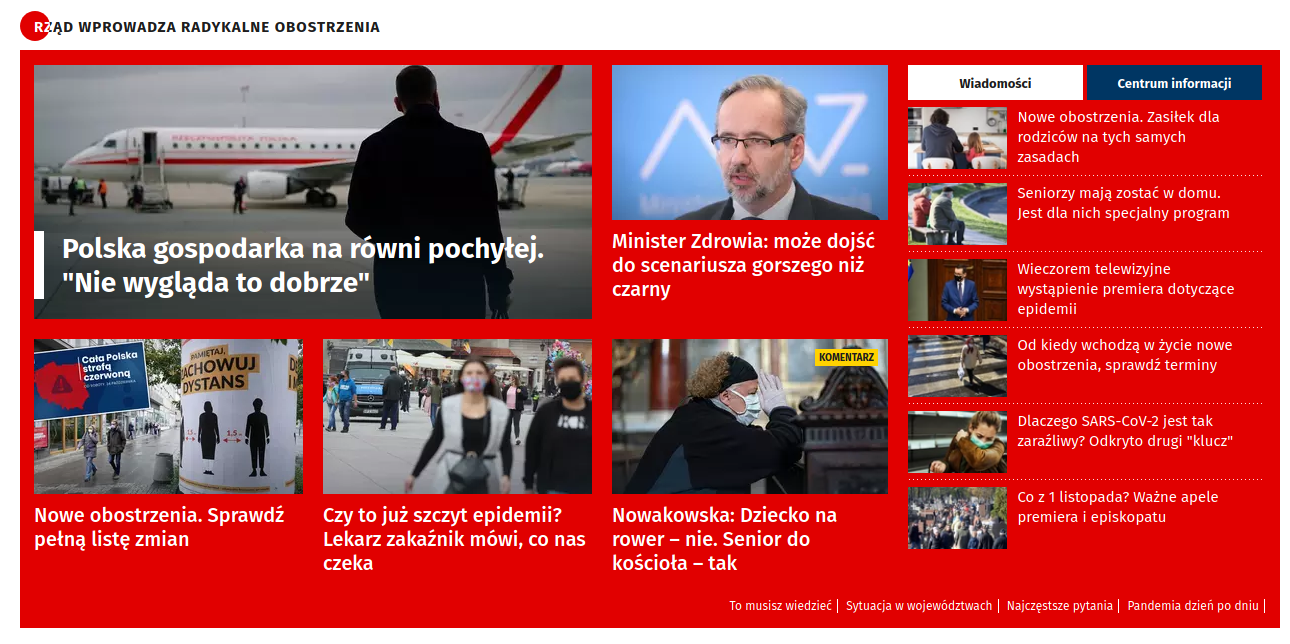 RZĄD WPROWADZA RADYKALNE OBOSTRZENIA
Polska gospodarka na równi pochyłej.
"Nie wygląda to dobrze"
Minister Zdrowia: może dojść
do scenariusza gorszego niż
czarny
Cała Polska
strefą
czerwoną
PAMIĘTAJ,
ZACHOWUJ
DYSTANS
1,5
1,5
Nowe obostrzenia. Sprawdź
pełną listę zmian
Czy to już szczyt epidemii?
Lekarz zakaźnik mówi, co nas
czeka
KOMENTARZ
Nowakowska: Dziecko na
rower – nie. Senior do
kościoła – tak
Wiadomości
Centrum informacji
Nowe obostrzenia. Zasiłek dla
rodziców na tych samych
zasadach
Seniorzy mają zostać w domu.
Jest dla nich specjalny program
Wieczorem telewizyjne
wystąpienie premiera dotyczące
epidemii
Od kiedy wchodzą w życie nowe
obostrzenia, sprawdź terminy
Dlaczego SARS-CoV-2 jest tak
zaraźliwy? Odkryto drugi "klucz"
Co z 1 listopada? Ważne apele
premiera i episkopatu
To musisz wiedzieć | Sytuacja w województwach | Najczęstsze pytania | Pandemia dzień po dniu |